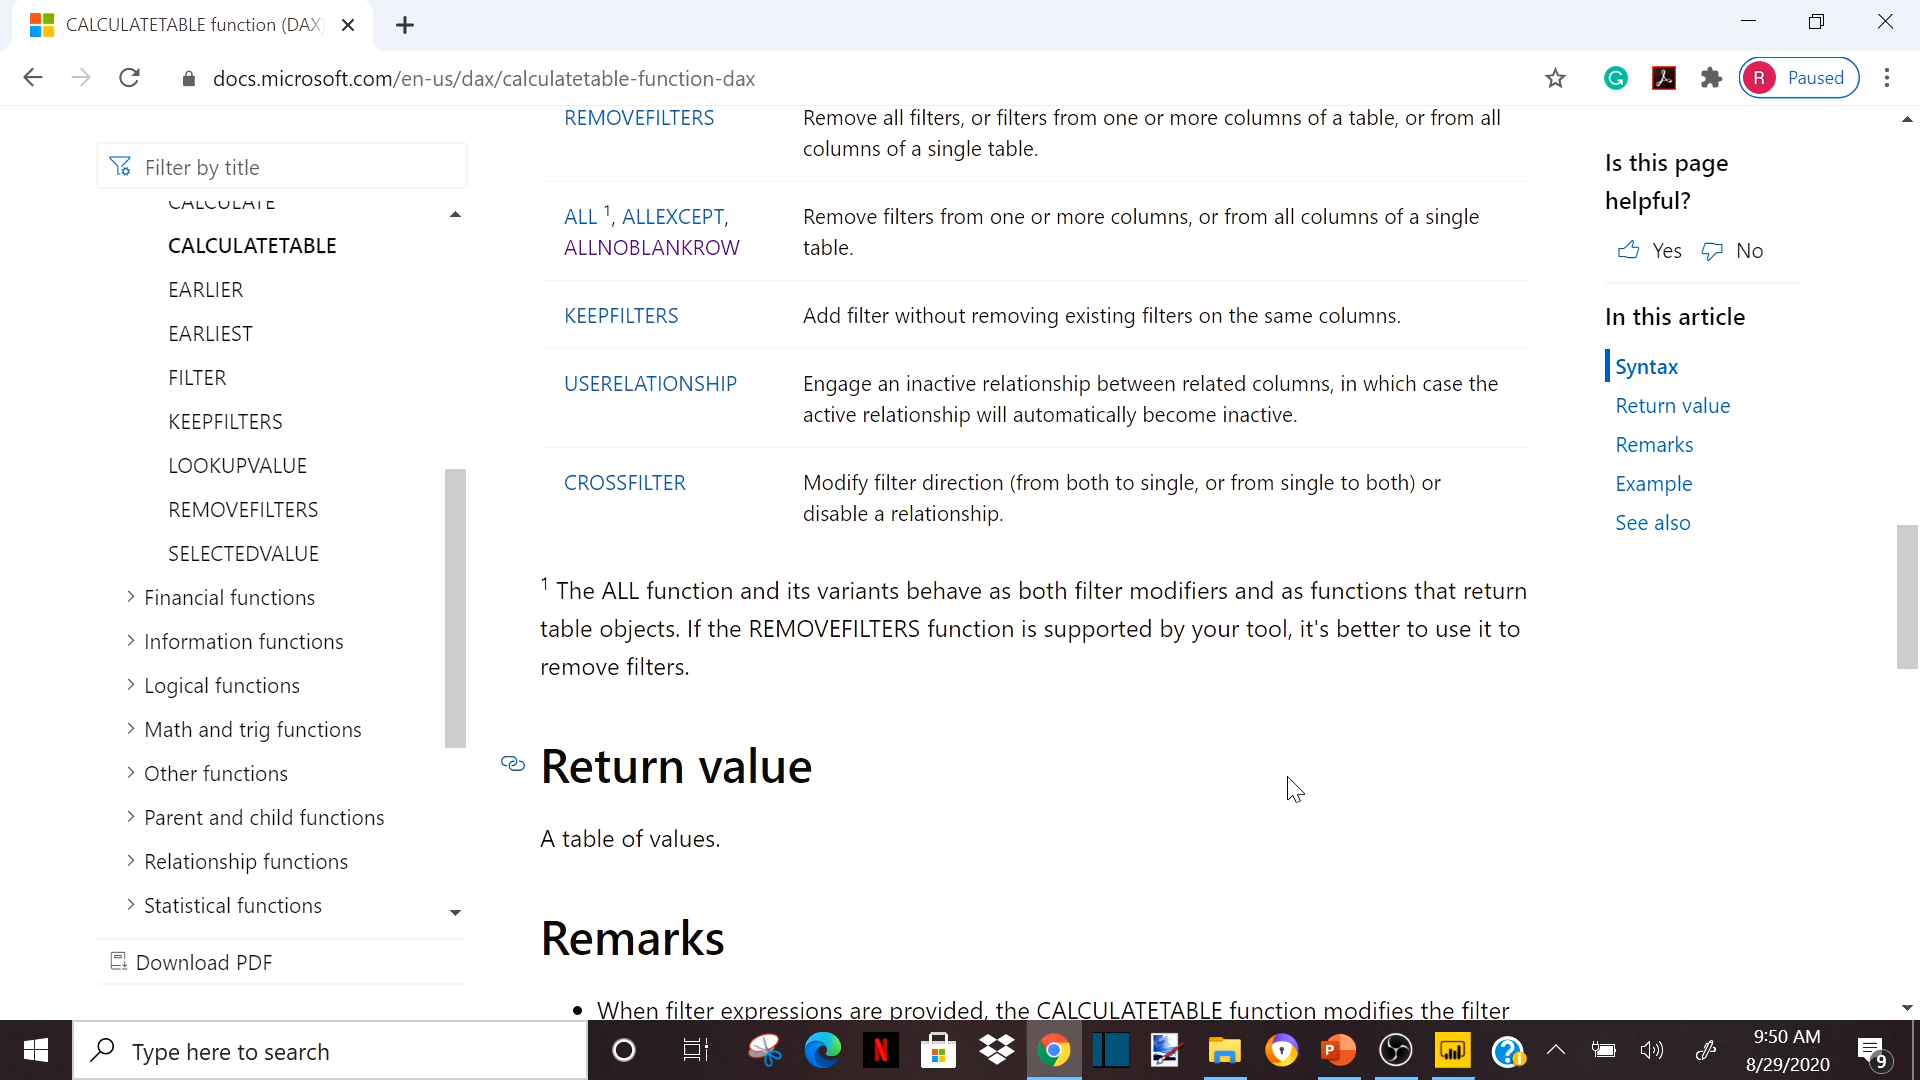 CALCULATETABLE function (DAX)
docs.microsoft.com/en-us/dax/calculatetable-function-dax
R Paused
Filter by title
CALCULATE
CALCULATETABLE
EARLIER
EARLIEST
FILTER
KEEPFILTERS
LOOKUPVALUE
REMOVEFILTERS
SELECTEDVALUE
Financial functions
Information functions
Logical functions
Math and trig functions
Other functions
Parent and child functions
Relationship functions
Statistical functions
Download PDF
REMOVEFILTERS
Remove all filters, or filters from one or more columns of a table, or from all
columns of a single table.
ALL 1, ALLEXCEPT,
ALLNOBLANKROW
Remove filters from one or more columns, or from all columns of a single
table.
KEEPFILTERS
Add filter without removing existing filters on the same columns.
USERELATIONSHIP
Engage an inactive relationship between related columns, in which case the
active relationship will automatically become inactive.
CROSSFILTER
Modify filter direction (from both to single, or from single to both) or
disable a relationship.
1 The ALL function and its variants behave as both filter modifiers and as functions that return
table objects. If the REMOVEFILTERS function is supported by your tool, it's better to use it to
remove filters.
Return value
A table of values.
Remarks
• When filter expressions are provided, the CALCULATETABLE function modifies the filter
Is this page
helpful?
Yes No
In this article
Syntax
Return value
Remarks
Example
See also
Type here to search
N
P
9:50 AM
8/29/2020
9